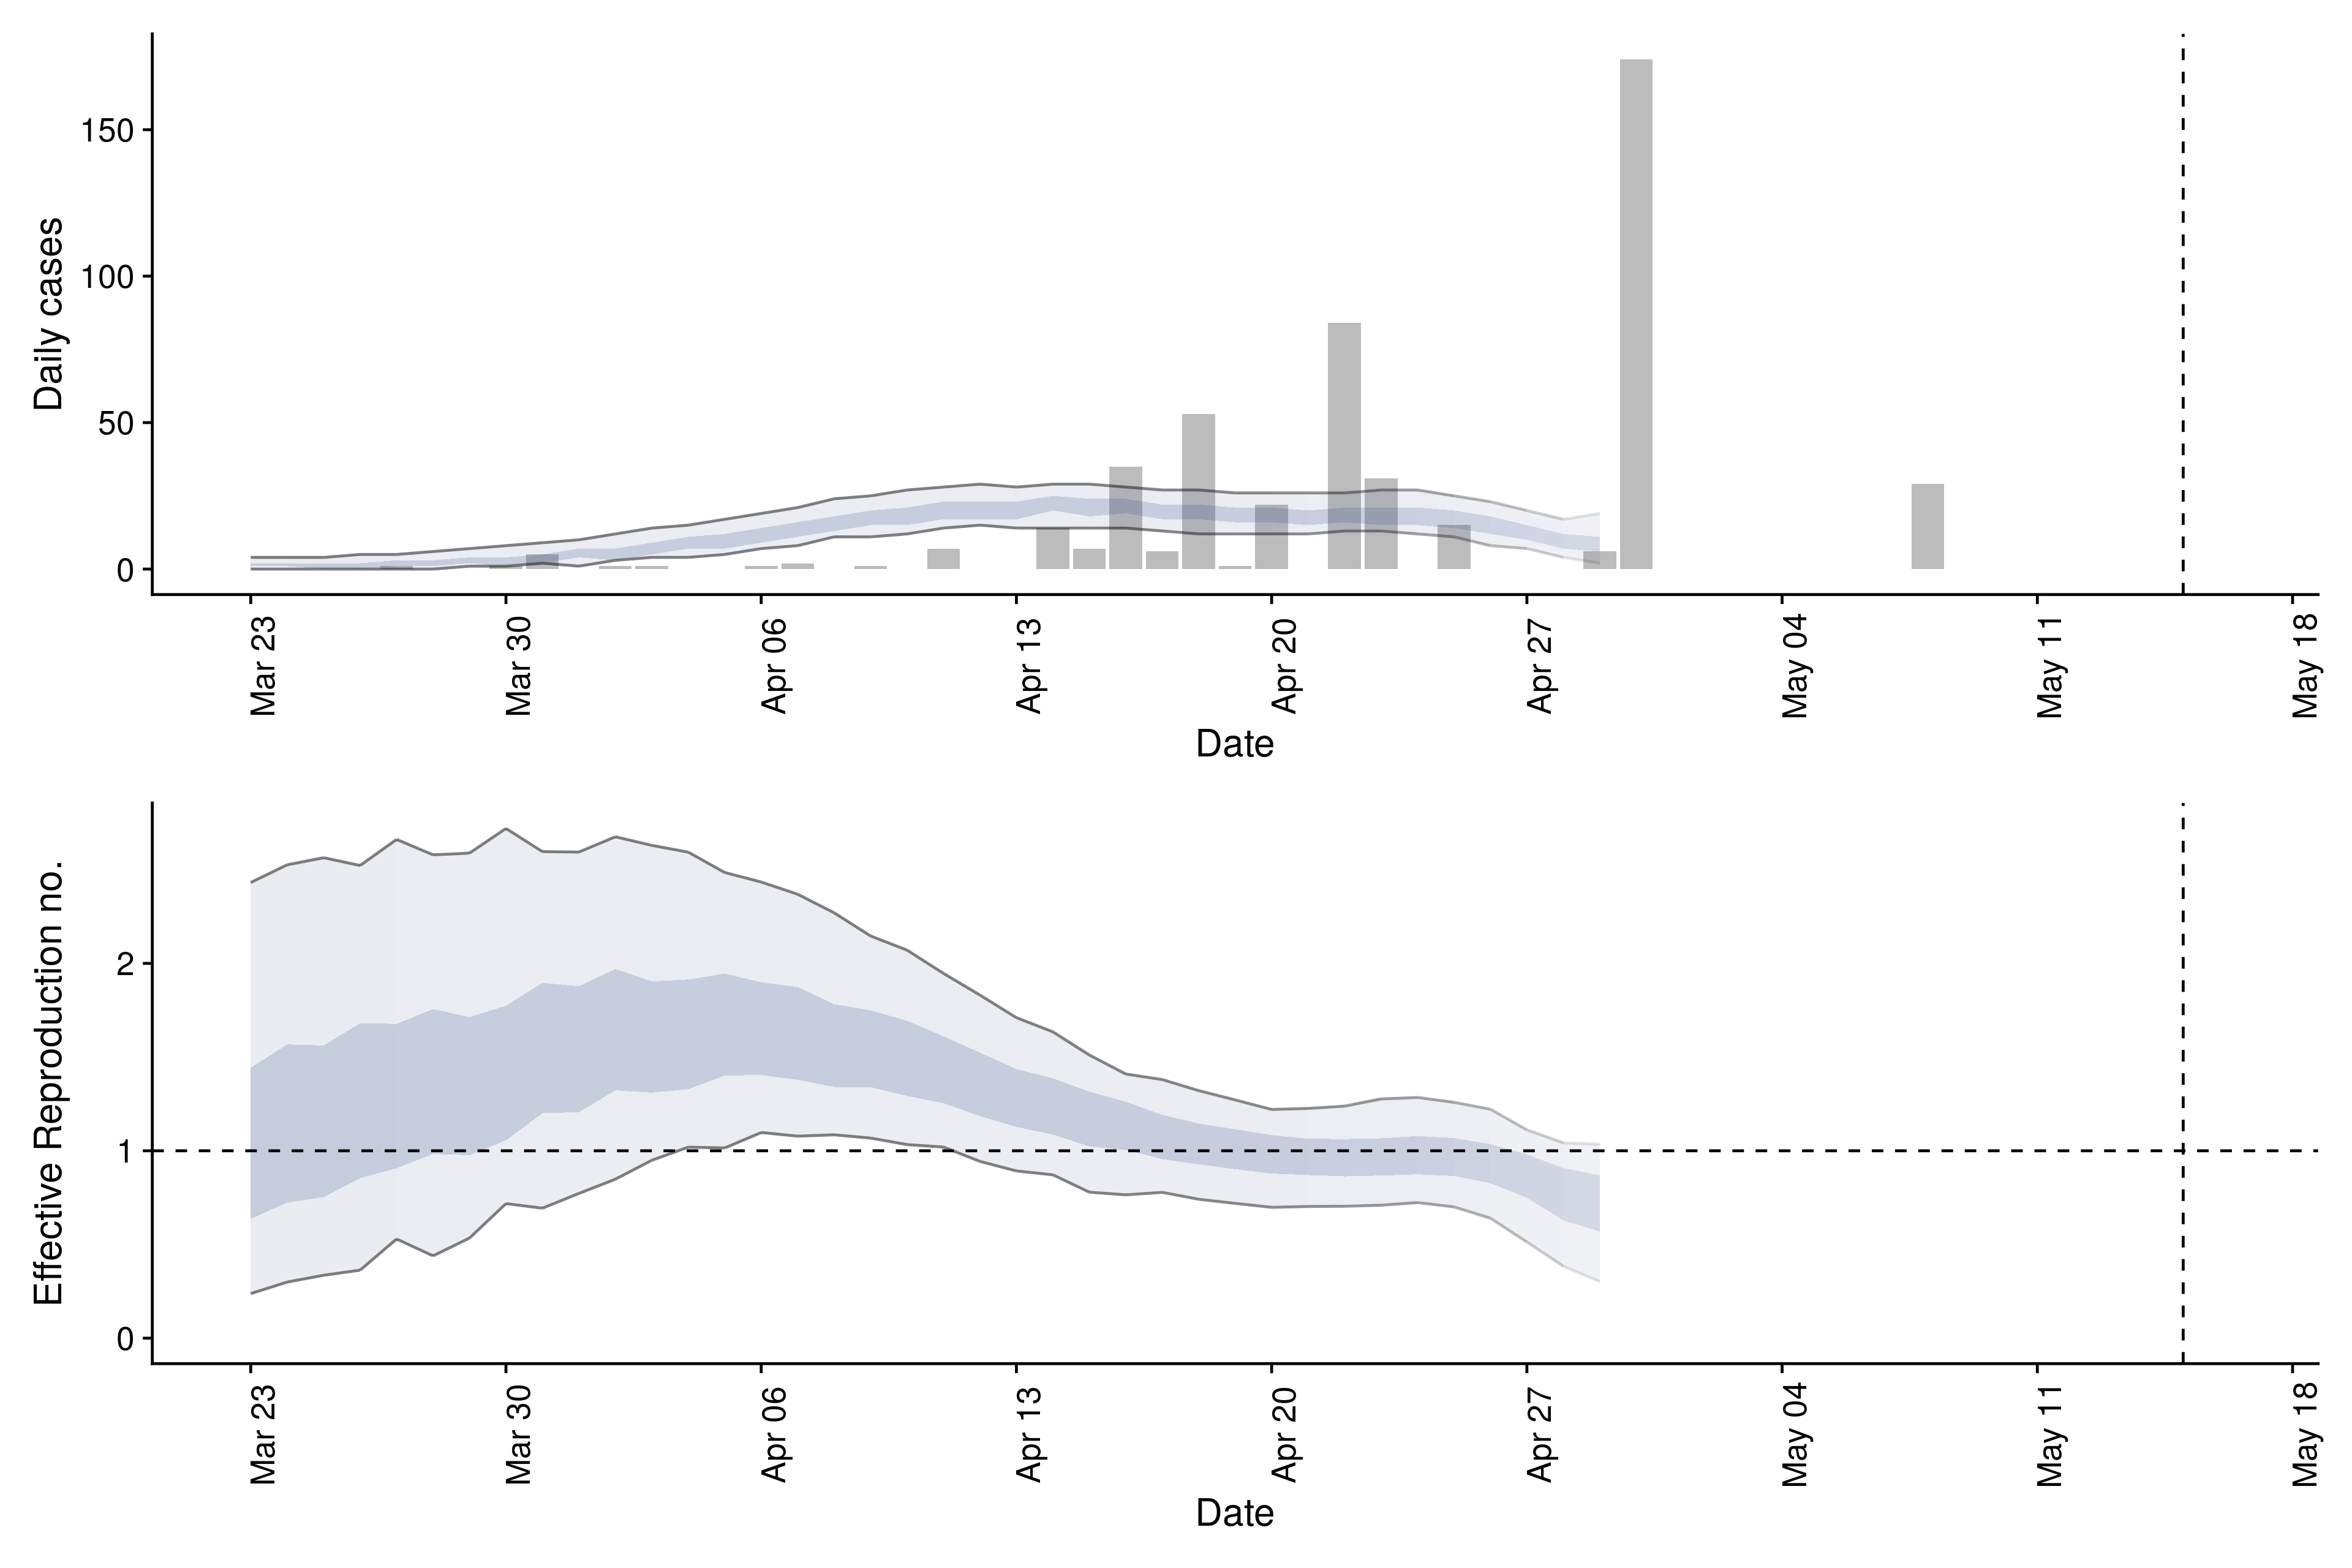 Daily cases
150
100
50
0
Mar 23
Mar 30
Apr 06
Apr 13
Apr 20
Apr 27
May 04
May 11
May 18
Date
Effective Reproduction no.
2
1
0
Mar 23
Mar 30
Apr 06
Apr 13
Apr 20
Apr 27
May 04
May 11
May 18
Date